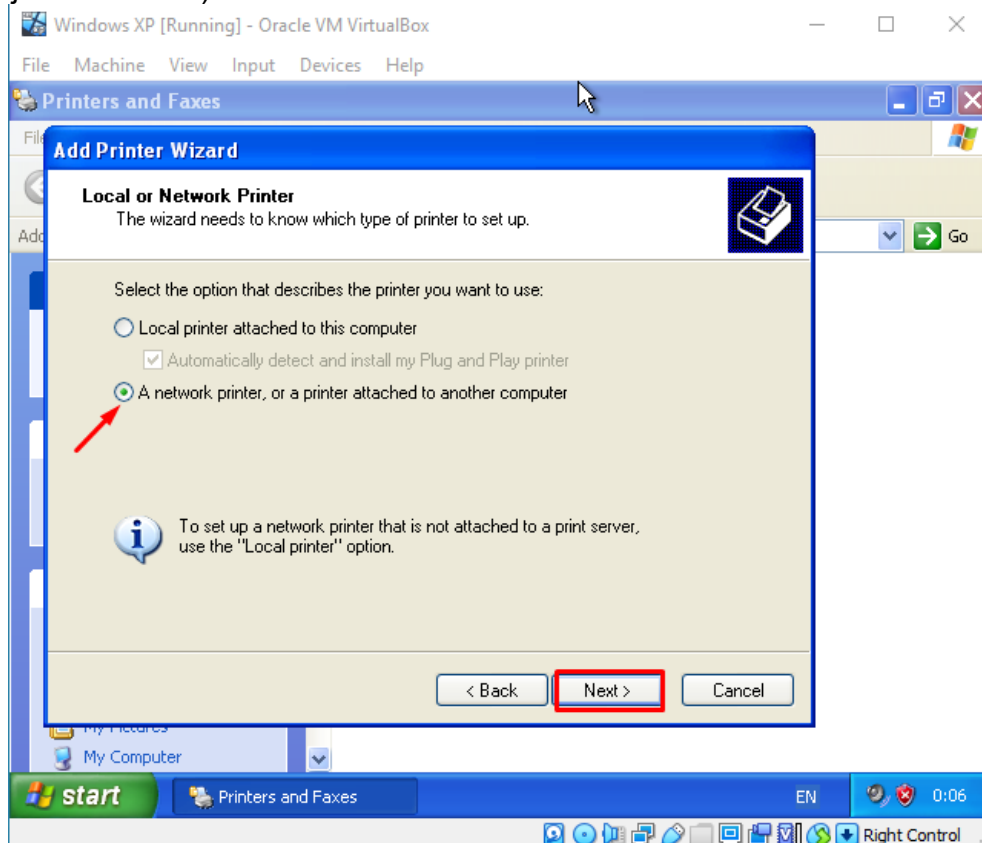 Windows XP [Running] - Oracle VM VirtualBox
File Machine View Input Devices Help
Printers and Faxes
File
Add Printer Wizard
Local or Network Printer
The wizard needs to know which type of printer to set up.
Go
Select the option that describes the printer you want to use:
Local printer attached to this computer
Automatically detect and install my Plug and Play printer
A network printer, or a printer attached to another computer
To set up a network printer that is not attached to a print server,
use the "Local printer" option.
< Back Next > Cancel
My Pictures
My Computer
start Printers and Faxes EN 0:06
Right Control